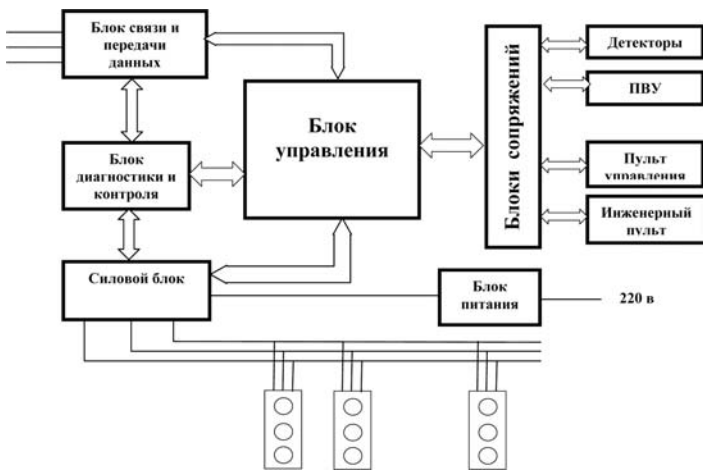 Блок связи и
передачи
данных
Блок
диагностики и
контроля
Силовой блок
Блок
управления
Блок
питания
220 в
Блоки сопряжений
Детекторы
ПВУ
Пульт
управления
Инженерный
пульт